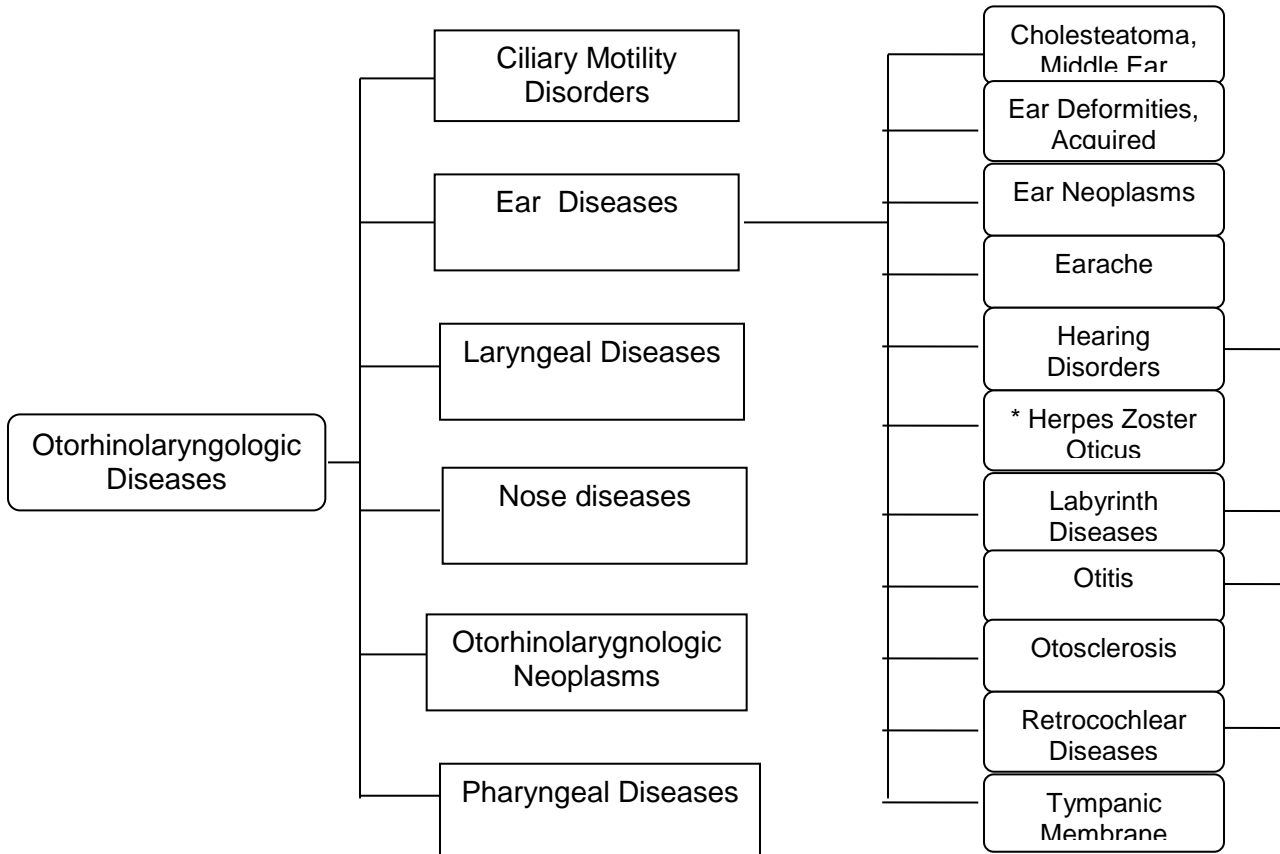 Otorhinolaryngologic
Diseases
Ciliary Motility
Disorders
Ear Diseases
Laryngeal Diseases
Nose diseases
Otorhinolarygnologic
Neoplasms
Pharyngeal Diseases
Cholesteatoma,
Middle Ear
Ear Deformities,
Acquired
Ear Neoplasms
Earache
Hearing
Disorders
* Herpes Zoster
Oticus
Labyrinth
Diseases
Otitis
Otosclerosis
Retrocochlear
Diseases
Tympanic
Membrane